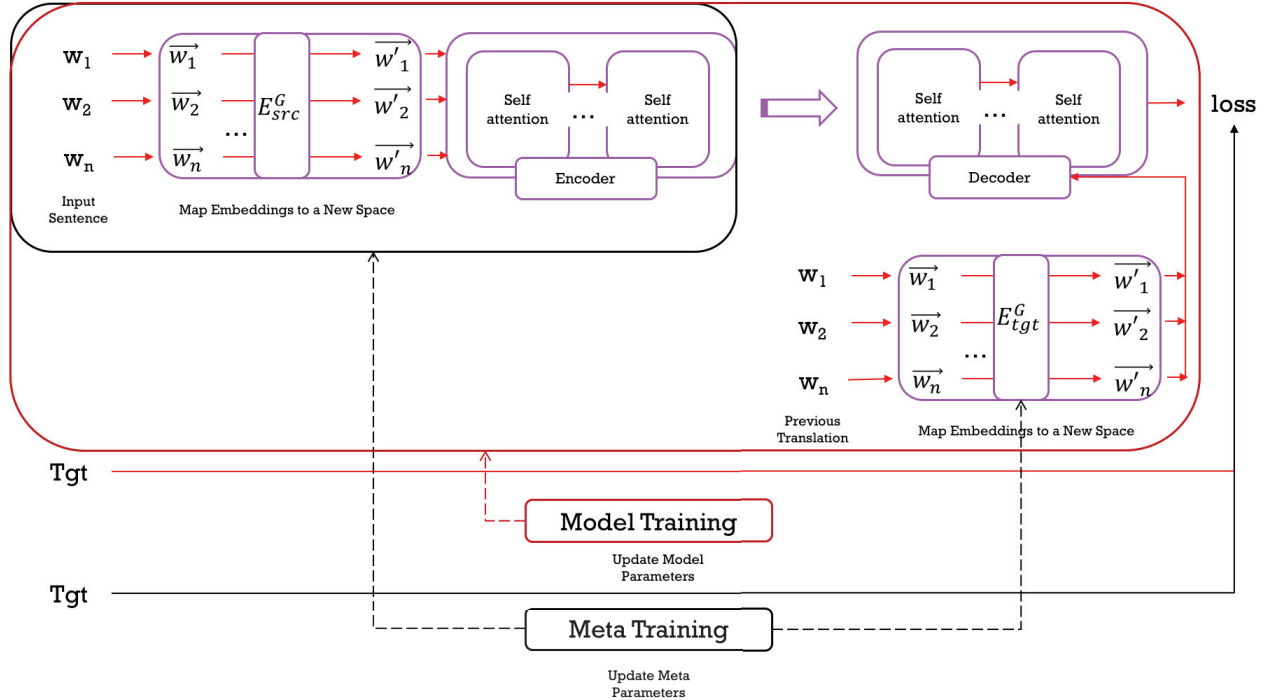 w₁ →w₁ →w'₁
w₂ →w₂ E^G_src →w'₂
...
wₙ →wₙ →w'ₙ
Input
Sentence
Map Embeddings to a New Space
Self
attention
...
Self
attention
Encoder
Self
attention
...
Self
attention
Decoder
loss
w₁ →w₁ →w'₁
w₂ →w₂ E^G_tgt →w'₂
...
wₙ →wₙ →w'ₙ
Previous
Translation
Map Embeddings to a New Space
Tgt
Model Training
Update Model
Parameters
Tgt
Meta Training
Update Meta
Parameters